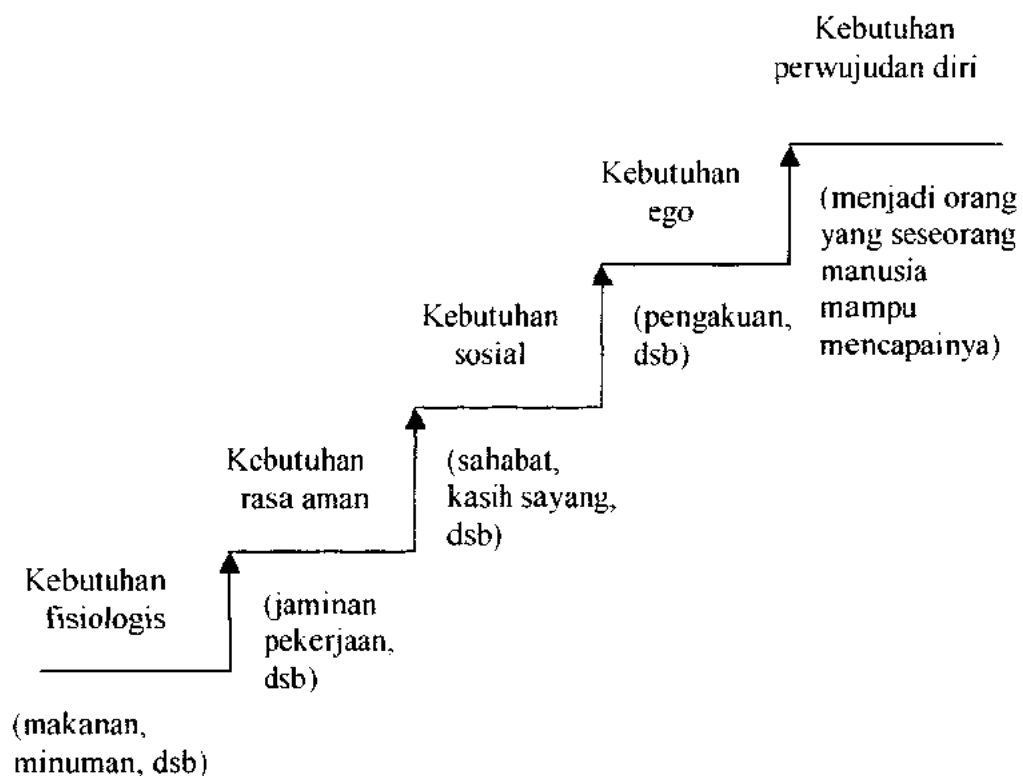 Kebutuhan
perwujudan diri
Kebutuhan
ego
(menjadi orang
yang seseorang
manusia
mampu
mencapainya)
Kebutuhan
sosial
(pengakuan,
dsb)
Kebutuhan
rasa aman
(sahabat,
kasih sayang,
dsb)
Kebutuhan
fisiologis
(jaminan
pekerjaan,
dsb)
(makanan,
minuman, dsb)